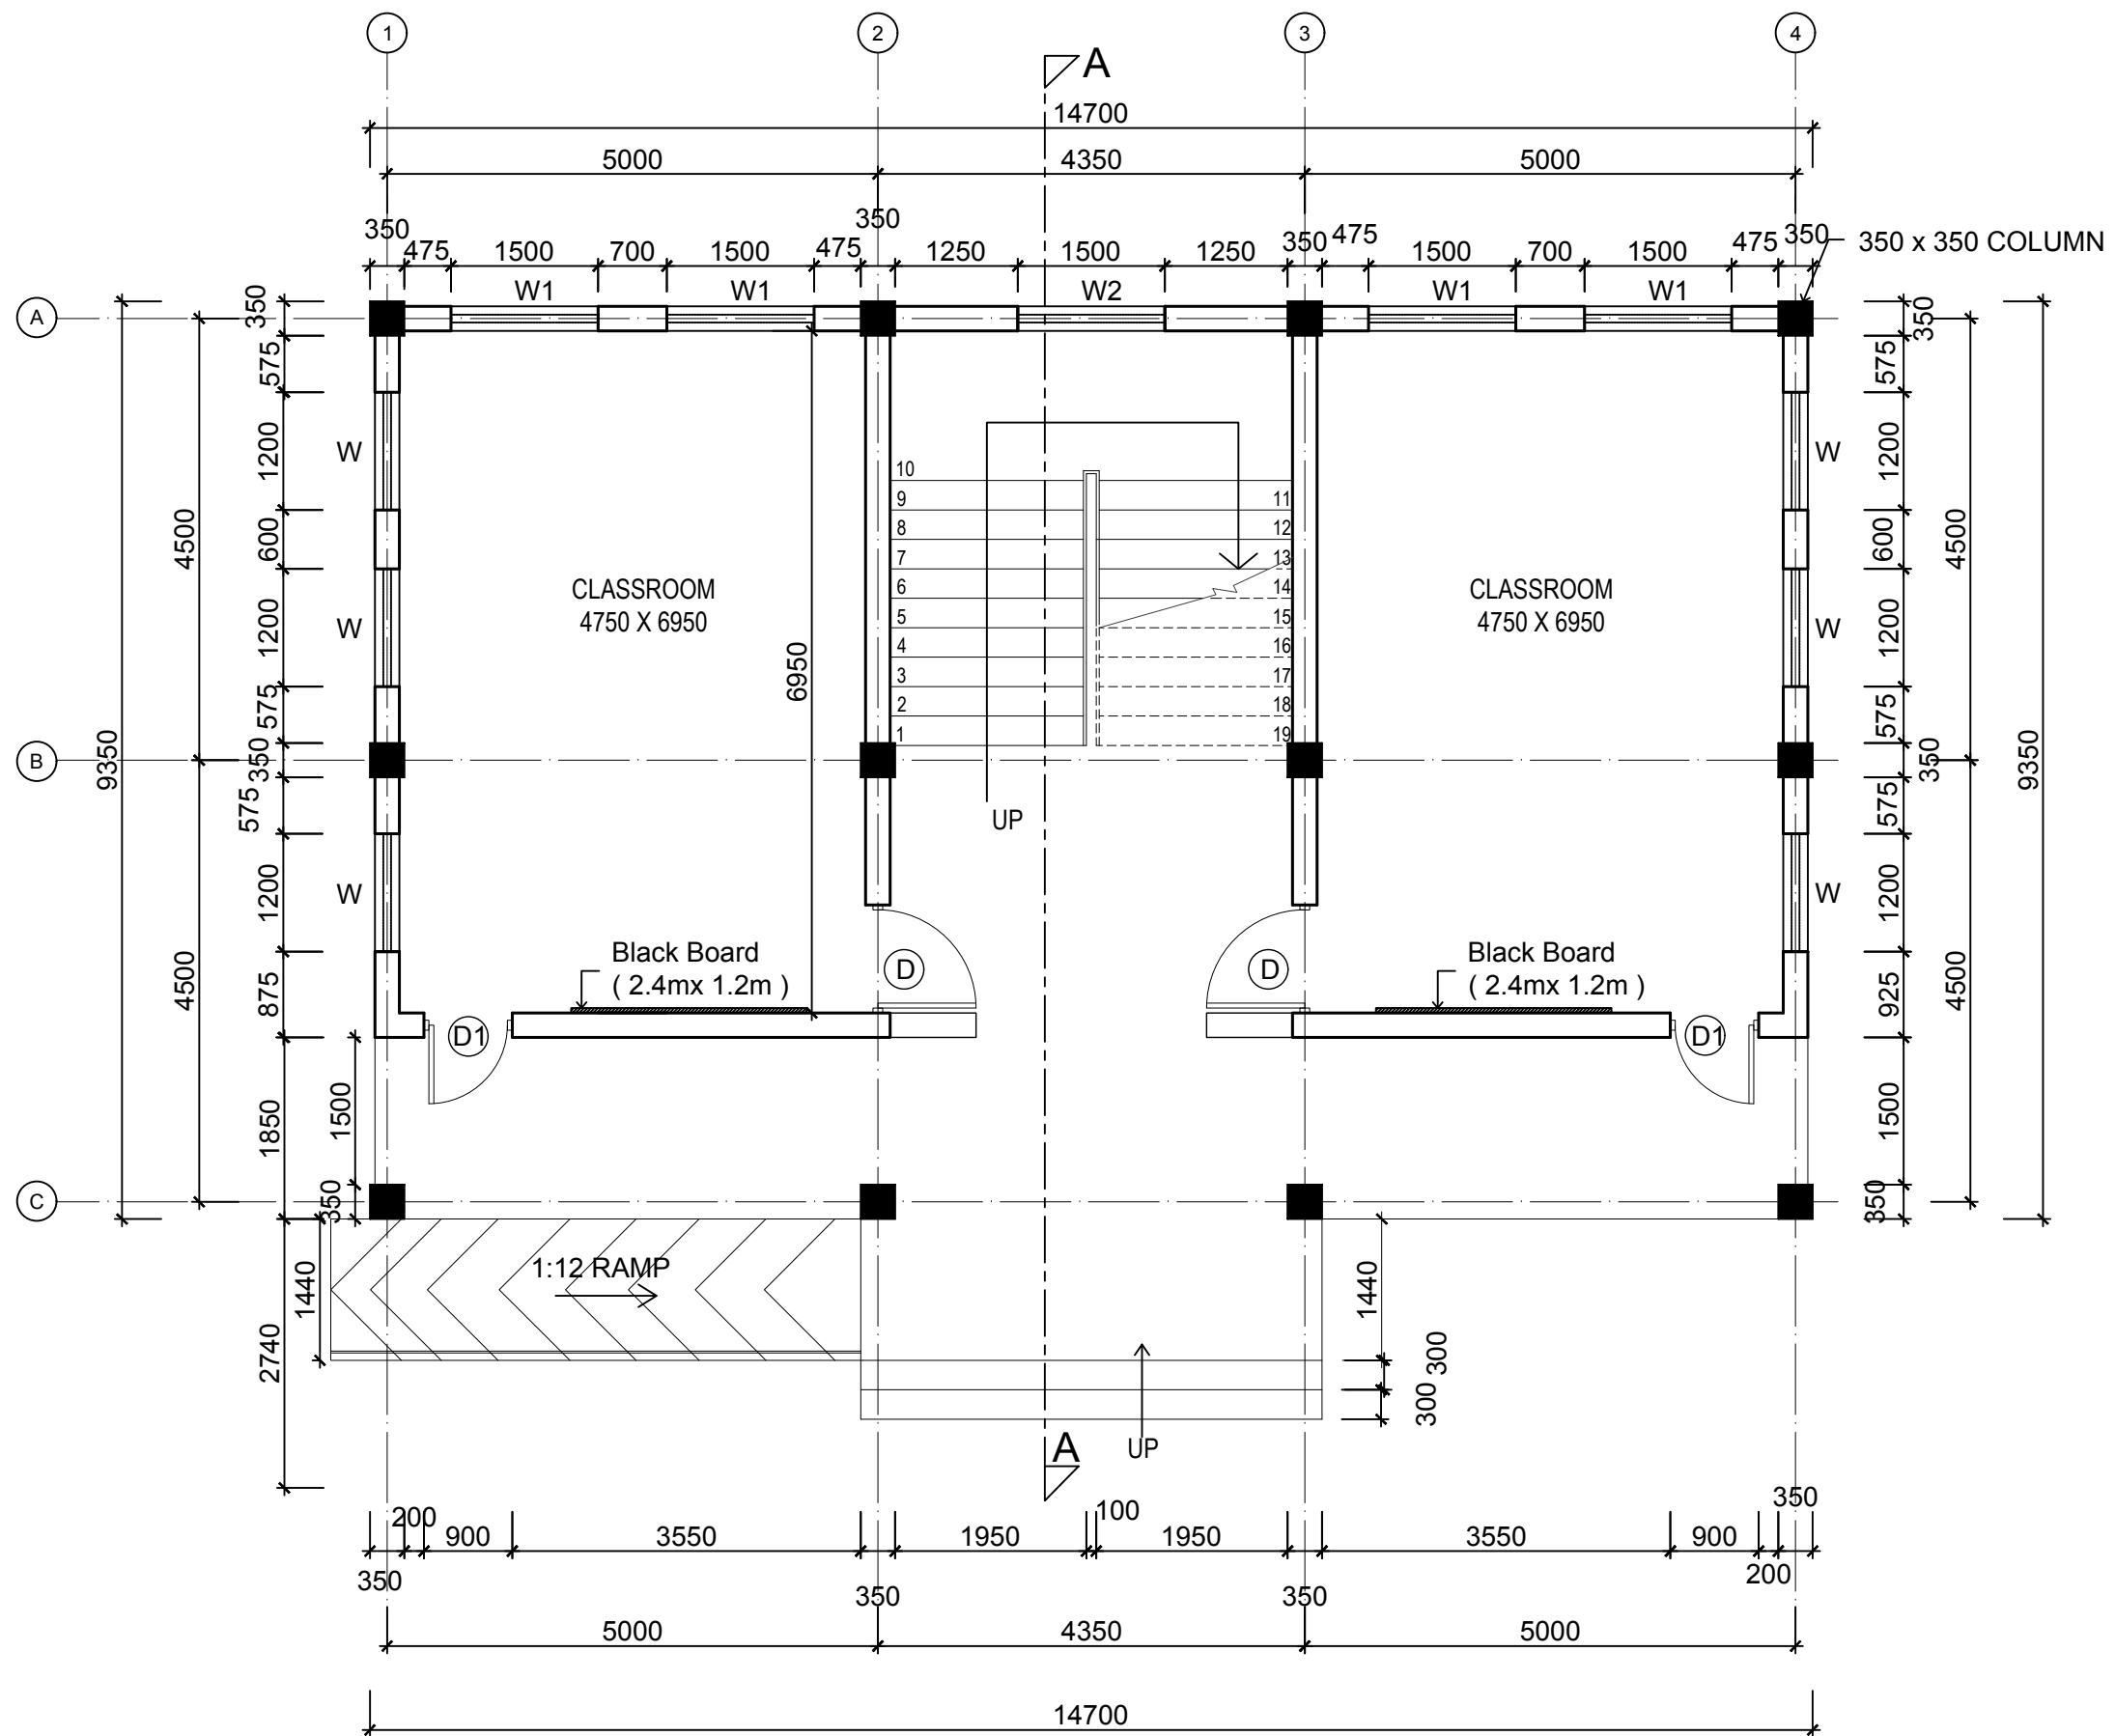 1 2 3 4
A
14700
5000 4350 5000
350 350
475 1500 700 1500 475 1250 1500 1250 350 475 1500 700 1500 475 350
350 x 350 COLUMN
W1 W1 W2 W1 W1
A
350 350
575 575
W 1200 1200 W
10
9 11
8 12
7 13
6 14
5 15
4 16
3 17
2 18
1 19
4500 600 600 4500
CLASSROOM CLASSROOM
4750 X 6950 4750 X 6950
W 1200 1200 W
6950
575 575
9350 9350
B
350 350
575 575
UP
W 1200 1200 W
Black Board Black Board
( 2.4mx 1.2m ) ( 2.4mx 1.2m )
D D
4500 875 925 4500
D1 D1
1850 1500 1500
C
350 350
1:12 RAMP
1440 1440
2740
300
300
A
UP
200 100 350
900 3550 1950 1950 3550 900
350 350 350 200
5000 4350 5000
14700